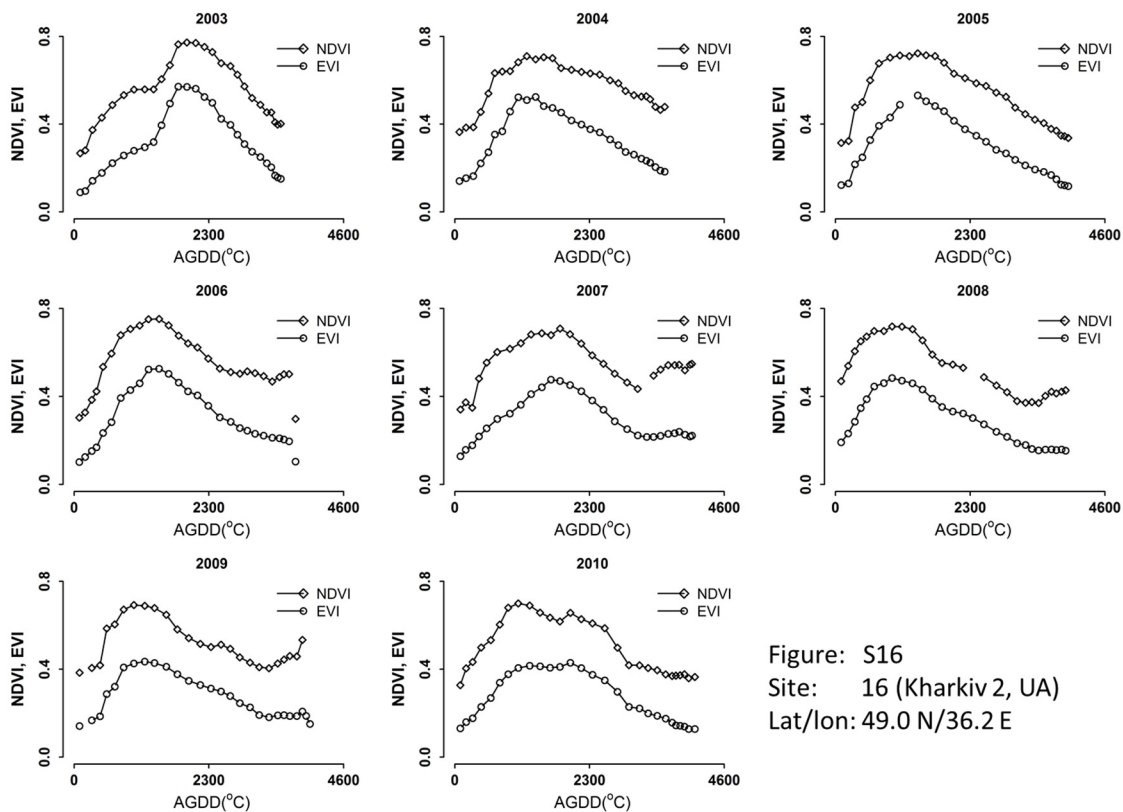 2003
NDVI, EVI
0.8
0.4
0.0
NDVI
EVI
0
2300
4600
AGDD(°C)
2004
NDVI, EVI
0.8
0.4
0.0
NDVI
EVI
0
2300
4600
AGDD(°C)
2005
NDVI, EVI
0.8
0.4
0.0
NDVI
EVI
0
2300
4600
AGDD(°C)
2006
NDVI, EVI
0.8
0.4
0.0
NDVI
EVI
0
2300
4600
AGDD(°C)
2007
NDVI, EVI
0.8
0.4
0.0
NDVI
EVI
0
2300
4600
AGDD(°C)
2008
NDVI, EVI
0.8
0.4
0.0
NDVI
EVI
0
2300
4600
AGDD(°C)
2009
NDVI, EVI
0.8
0.4
0.0
NDVI
EVI
0
2300
4600
AGDD(°C)
2010
NDVI, EVI
0.8
0.4
0.0
NDVI
EVI
0
2300
4600
AGDD(°C)
Figure: S16
Site: 16 (Kharkiv 2, UA)
Lat/lon: 49.0 N/36.2 E